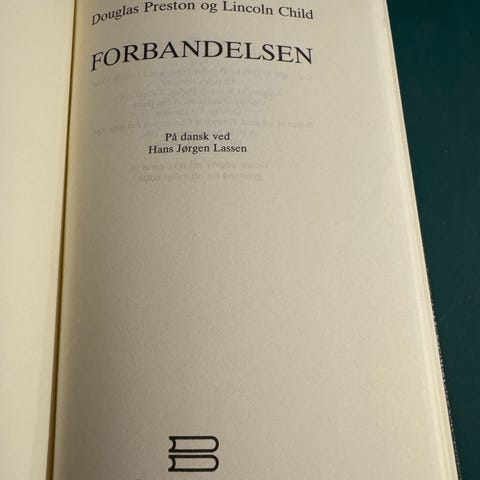 Douglas Preston og Lincoln Child
FORBANDELSEN
På dansk ved
Hans Jørgen Lassen